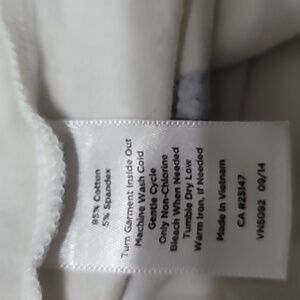 95% Cotton
5% Spandex
Turn Garment Inside Out
Machine Wash Cold
Gentle Cycle
Only Non-Chlorine
Bleach When Needed
Tumble Dry Low
Warm Iron, if Needed
Made in Vietnam
CA #23147
VN5092 09/14